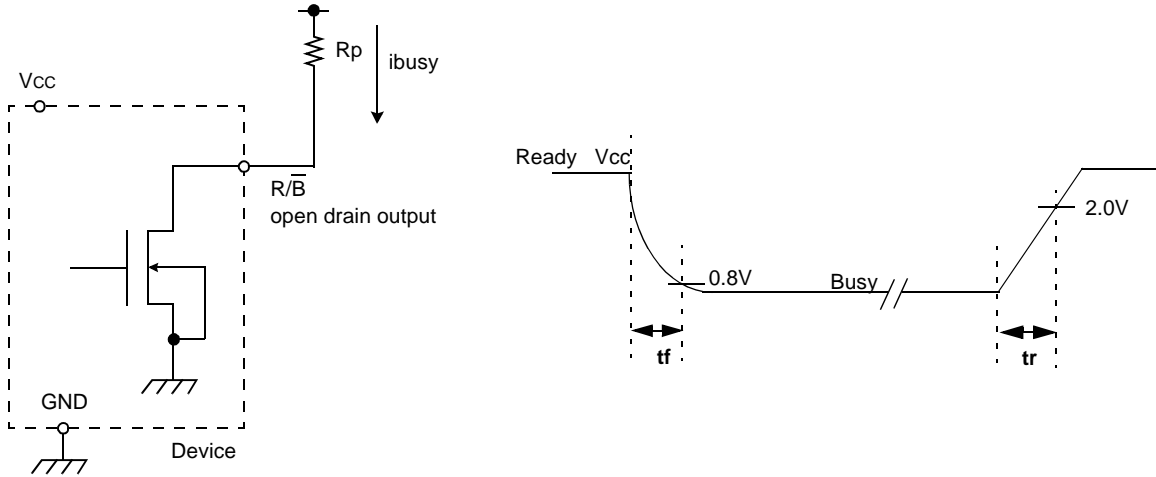 Rp
ibusy
Vcc
R/B̅
open drain output
GND
Device
Ready Vcc
2.0V
0.8V
Busy
tf
tr